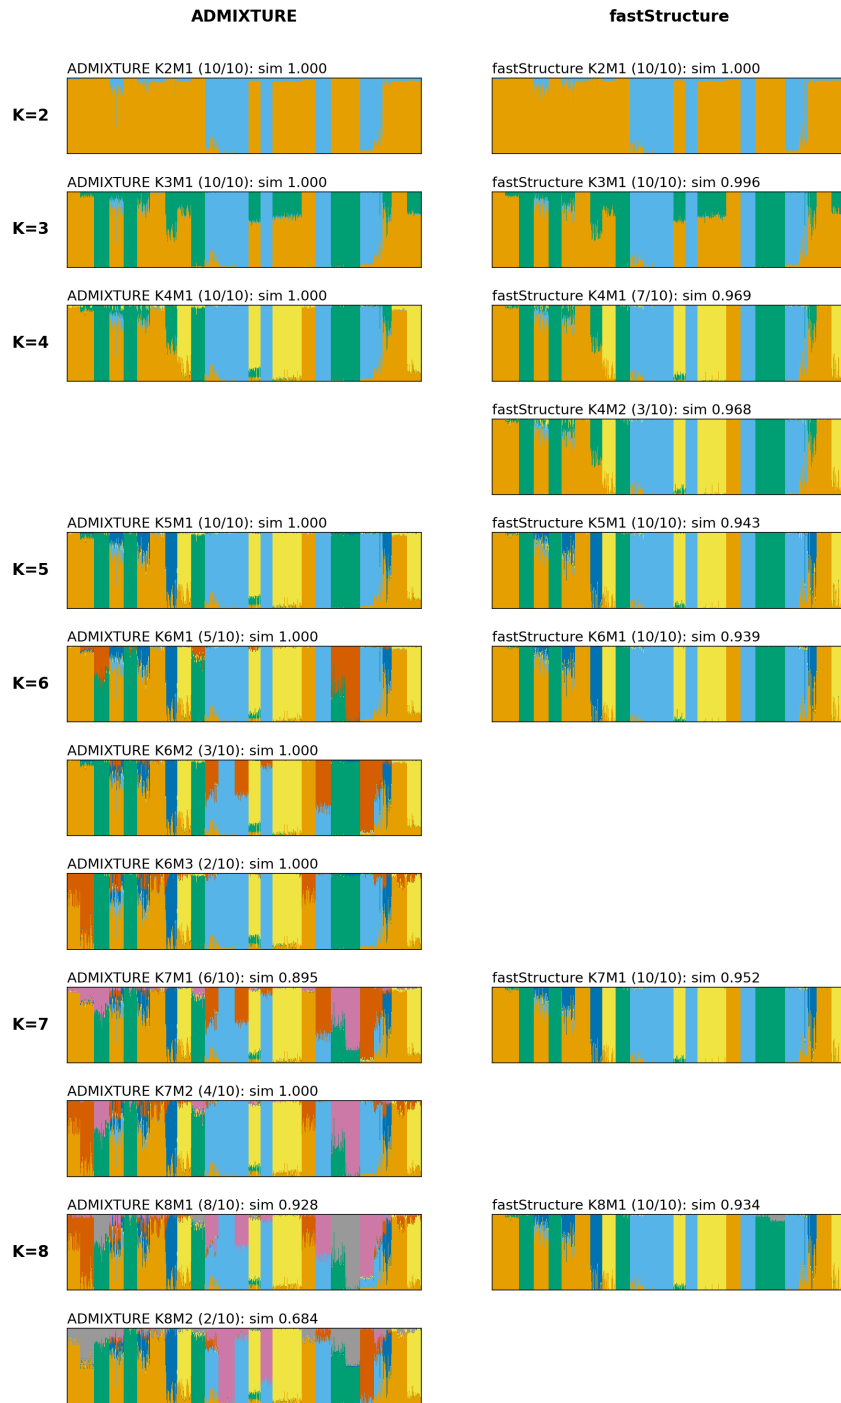 ADMIXTURE
fastStructure
ADMIXTURE K2M1 (10/10): sim 1.000
fastStructure K2M1 (10/10): sim 1.000
K=2
ADMIXTURE K3M1 (10/10): sim 1.000
fastStructure K3M1 (10/10): sim 0.996
K=3
ADMIXTURE K4M1 (10/10): sim 1.000
fastStructure K4M1 (7/10): sim 0.969
K=4
fastStructure K4M2 (3/10): sim 0.968
ADMIXTURE K5M1 (10/10): sim 1.000
fastStructure K5M1 (10/10): sim 0.943
K=5
ADMIXTURE K6M1 (5/10): sim 1.000
fastStructure K6M1 (10/10): sim 0.939
K=6
ADMIXTURE K6M2 (3/10): sim 1.000
ADMIXTURE K6M3 (2/10): sim 1.000
ADMIXTURE K7M1 (6/10): sim 0.895
fastStructure K7M1 (10/10): sim 0.952
K=7
ADMIXTURE K7M2 (4/10): sim 1.000
ADMIXTURE K8M1 (8/10): sim 0.928
fastStructure K8M1 (10/10): sim 0.934
K=8
ADMIXTURE K8M2 (2/10): sim 0.684